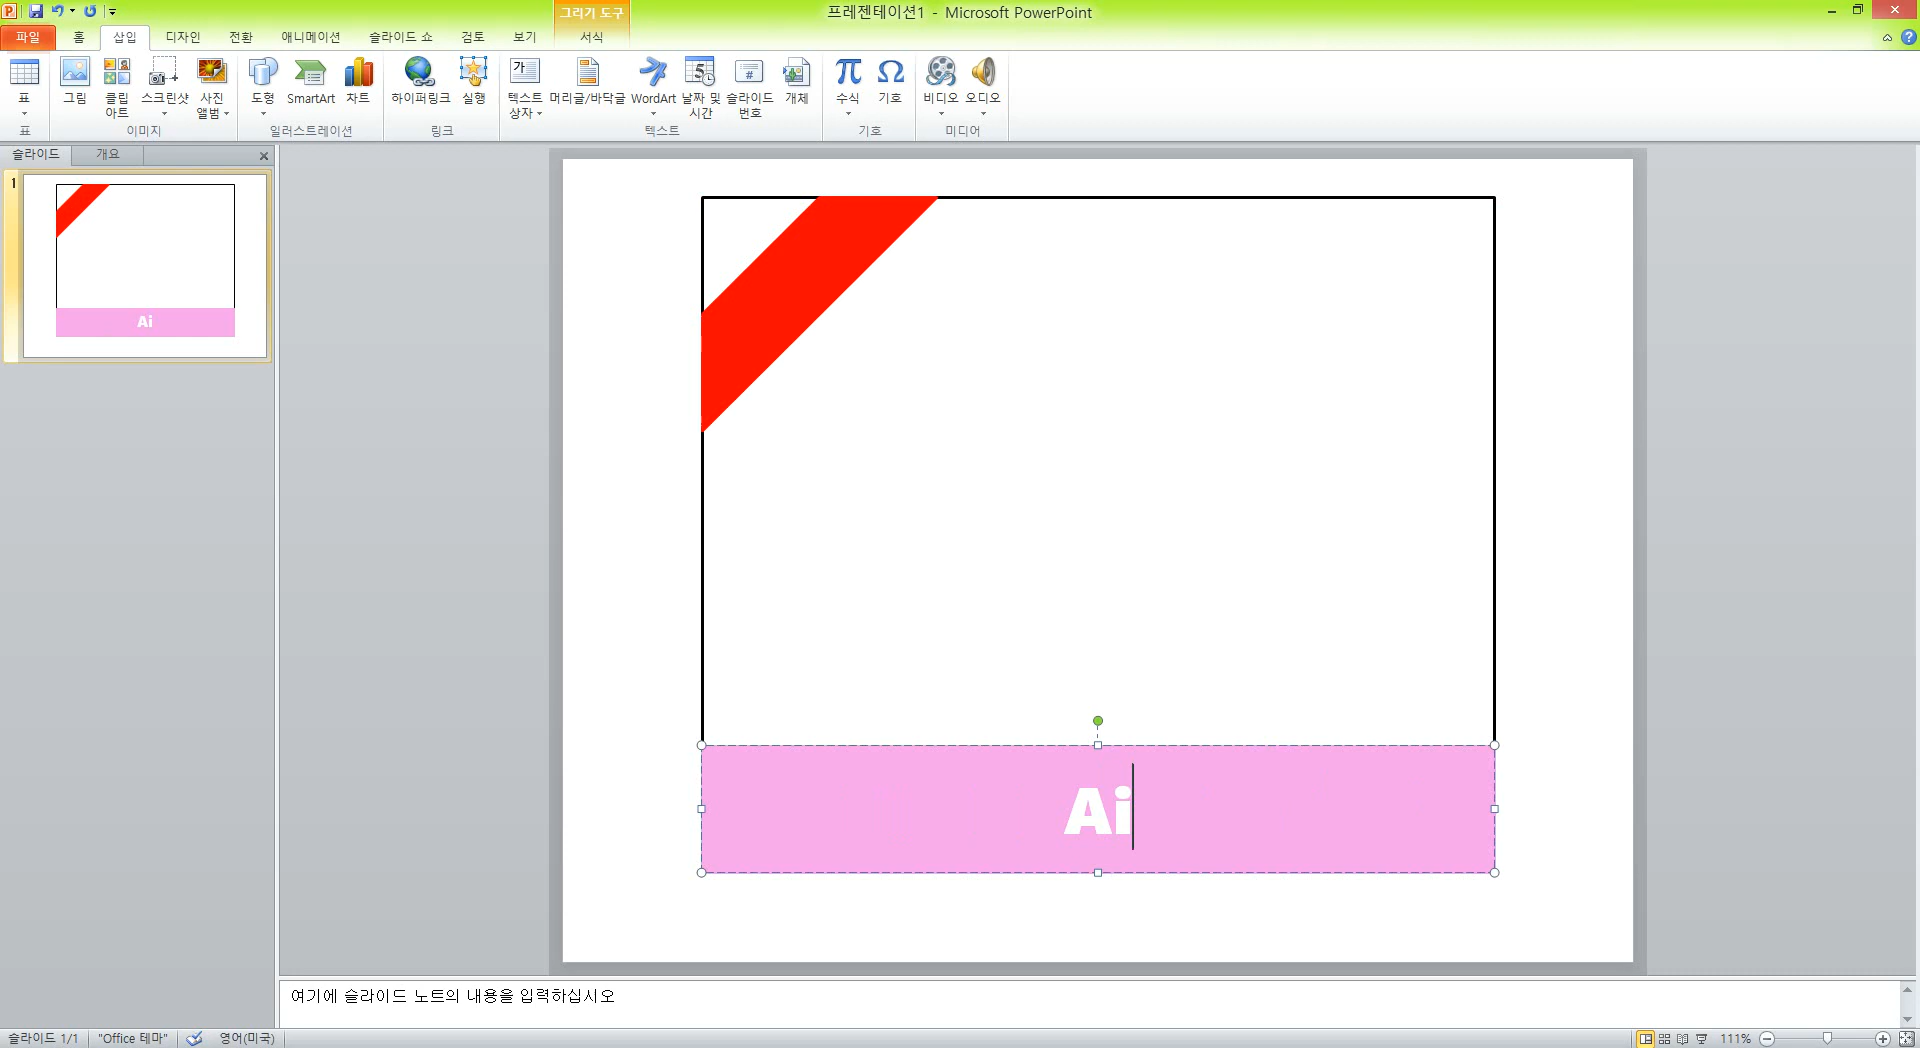 그리기 도구
프레젠테이션1 - Microsoft PowerPoint
파일 홈 삽입 디자인 전환 애니메이션 슬라이드 쇼 검토 보기 서식
표 그림 클립 아트 스크린샷 사진 앨범 도형 SmartArt 차트 하이퍼링크 실행 텍스트 상자 머리글/바닥글 WordArt 날짜 및 시간 슬라이드 번호 개체 수식 기호 비디오 오디오
표 이미지 일러스트레이션 링크 텍스트 기호 미디어
슬라이드 개요
1
Ai
Ai
여기에 슬라이드 노트의 내용을 입력하십시오
슬라이드 1/1 "Office 테마" 영어(미국) 111%